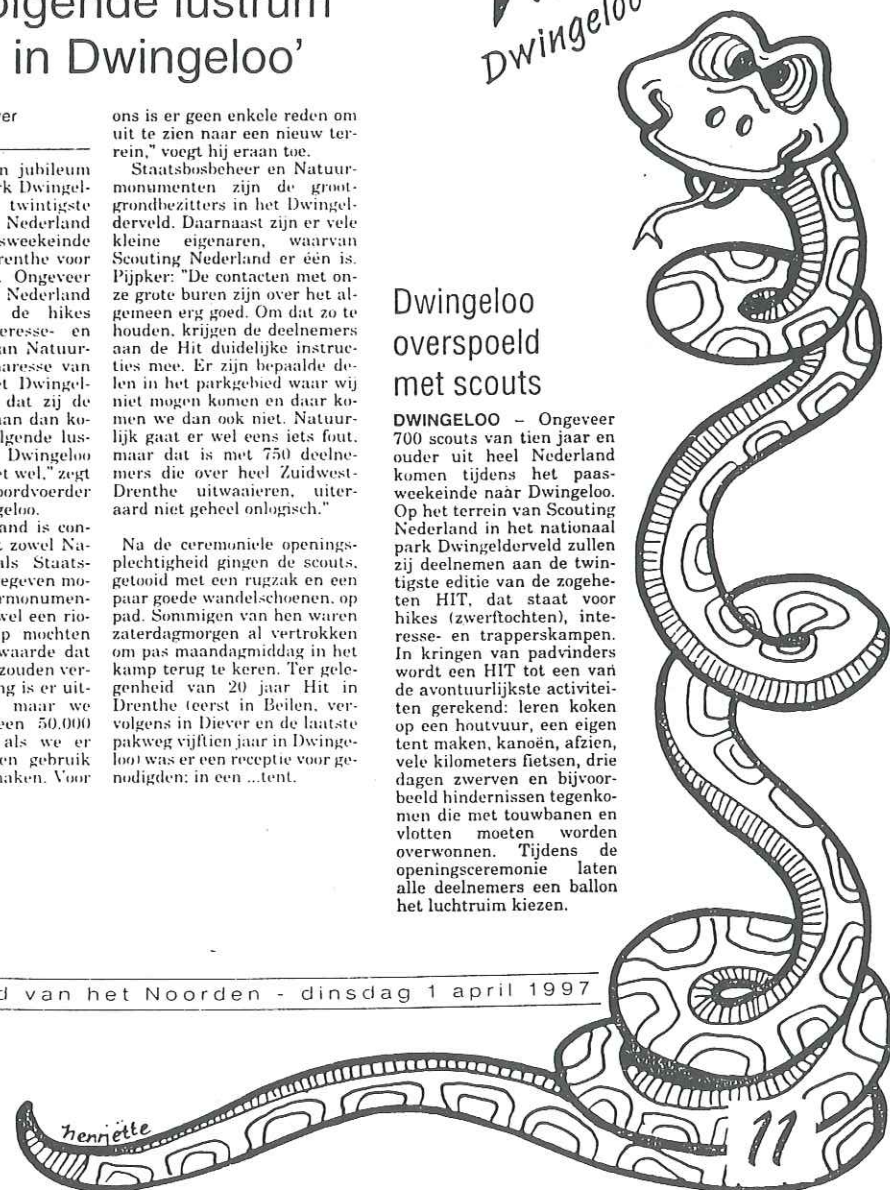 olgende lustrum
in Dwingeloo’
ver
n jubileum
rk Dwingel-
twintigste
Nederland
sweekeinde
renthe voor
. Ongeveer
Nederland
de hikes
eresse- en
an Natuur-
aresse van
et Dwingel-
dat zij de
aan dan ko-
lgende lus-
Dwingeloo
et wel," zegt
oordvoerder
geloo.
and is con-
t zowel Na-
als Staats-
egeven mo-
rmonumen-
wel een rio-
p mochten
waarde dat
zouden ver-
ng is er uit-
maar we
een 50.000
als we er
en gebruik
naken. Voor
ons is er geen enkele reden om
uit te zien naar een nieuw ter-
rein," voegt hij eraan toe.
Staatsbosbeheer en Natuur-
monumenten zijn de groot-
grondbezitters in het Dwingel-
derveld. Daarnaast zijn er vele
kleine eigenaren, waarvan
Scouting Nederland er één is.
Pijpker: "De contacten met on-
ze grote buren zijn over het al-
gemeen erg goed. Om dat zo te
houden, krijgen de deelnemers
aan de Hit duidelijke instruc-
ties mee. Er zijn bepaalde de-
len in het parkgebied waar wij
niet mogen komen en daar ko-
men we dan ook niet. Natuur-
lijk gaat er wel eens iets fout,
maar dat is met 750 deelne-
mers die over heel Zuidwest-
Drenthe uitwaaieren, uiter-
aard niet geheel onlogisch."
Na de ceremoniele openings-
plechtigheid gingen de scouts,
getooid met een rugzak en een
paar goede wandelschoenen, op
pad. Sommigen van hen waren
zaterdagmorgen al vertrokken
om pas maandagmiddag in het
kamp terug te keren. Ter gele-
genheid van 20 jaar Hit in
Drenthe (eerst in Beilen, ver-
volgens in Diever en de laatste
pakweg vijftien jaar in Dwinge-
loo) was er een receptie voor ge-
nodigden: in een ...tent.
Dwingeloo
Dwingeloo
overspoeld
met scouts
DWINGELOO – Ongeveer
700 scouts van tien jaar en
ouder uit heel Nederland
komen tijdens het paas-
weekeinde naar Dwingeloo.
Op het terrein van Scouting
Nederland in het nationaal
park Dwingelderveld zullen
zij deelnemen aan de twin-
tigste editie van de zogehe-
ten HIT, dat staat voor
hikes (zwerftochten), inte-
resse- en trapperskampen.
In kringen van padvinders
wordt een HIT tot een van
de avontuurlijkste activitei-
ten gerekend: leren koken
op een houtvuur, een eigen
tent maken, kanoën, afzien,
vele kilometers fietsen, drie
dagen zwerven en bijvoor-
beeld hindernissen tegenko-
men die met touwbanen en
vlotten moeten worden
overwonnen. Tijdens de
openingsceremonie laten
alle deelnemers een ballon
het luchtruim kiezen.
d van het Noorden - dinsdag 1 april 1997
henriëtte
11